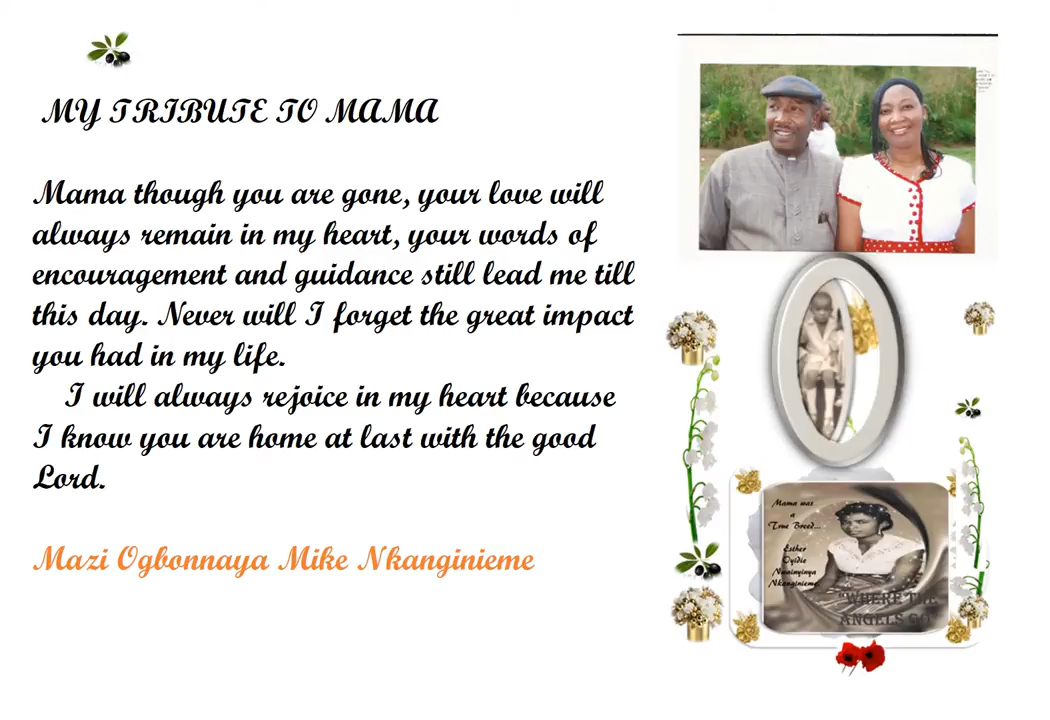 MY TRIBUTE TO MAMA
Mama though you are gone, your love will
always remain in my heart, your words of
encouragement and guidance still lead me till
this day. Never will I forget the great impact
you had in my life.
I will always rejoice in my heart because
I know you are home at last with the good
Lord.
Mazi Ogbonnaya Mike Nkanginieme
Mama was
a
True Breed...
Esther
Oyidie
Nwainyinya
Nkanginieme
"WHERE THE
ANGELS GO"